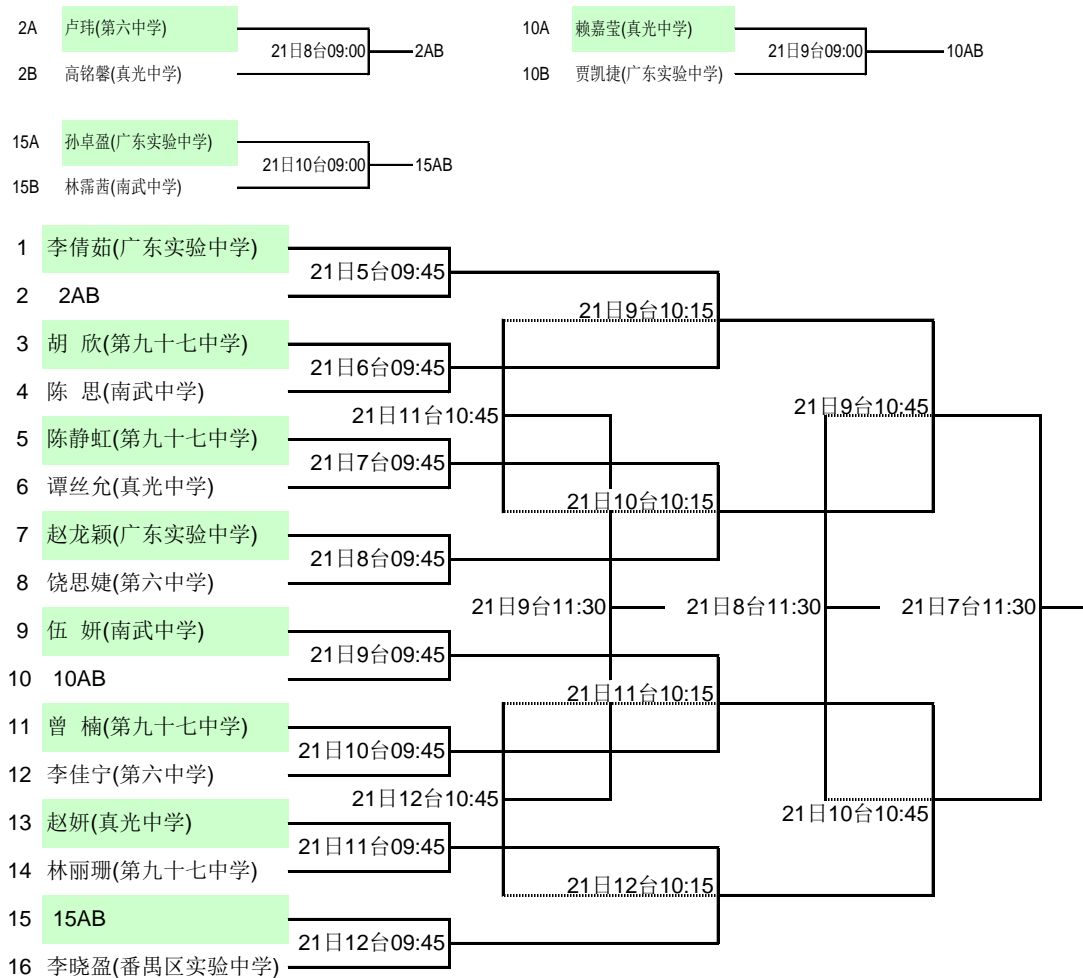 2A 卢玮(第六中学)
21日8台09:00 2AB
2B 高铭馨(真光中学)
10A 赖嘉莹(真光中学)
21日9台09:00 10AB
10B 贾凯捷(广东实验中学)
15A 孙卓盈(广东实验中学)
21日10台09:00 15AB
15B 林霈茜(南武中学)
1 李倩茹(广东实验中学)
21日5台09:45
2 2AB
21日9台10:15
3 胡 欣(第九十七中学)
21日6台09:45
4 陈 思(南武中学)
21日11台10:45 21日9台10:45
5 陈静虹(第九十七中学)
21日7台09:45
6 谭丝允(真光中学)
21日10台10:15
7 赵龙颖(广东实验中学)
21日8台09:45
8 饶思婕(第六中学)
21日9台11:30 21日8台11:30 21日7台11:30
9 伍 妍(南武中学)
21日9台09:45
10 10AB
21日11台10:15
11 曾 楠(第九十七中学)
21日10台09:45
12 李佳宁(第六中学)
21日12台10:45 21日10台10:45
13 赵妍(真光中学)
21日11台09:45
14 林丽珊(第九十七中学)
21日12台10:15
15 15AB
21日12台09:45
16 李晓盈(番禺区实验中学)